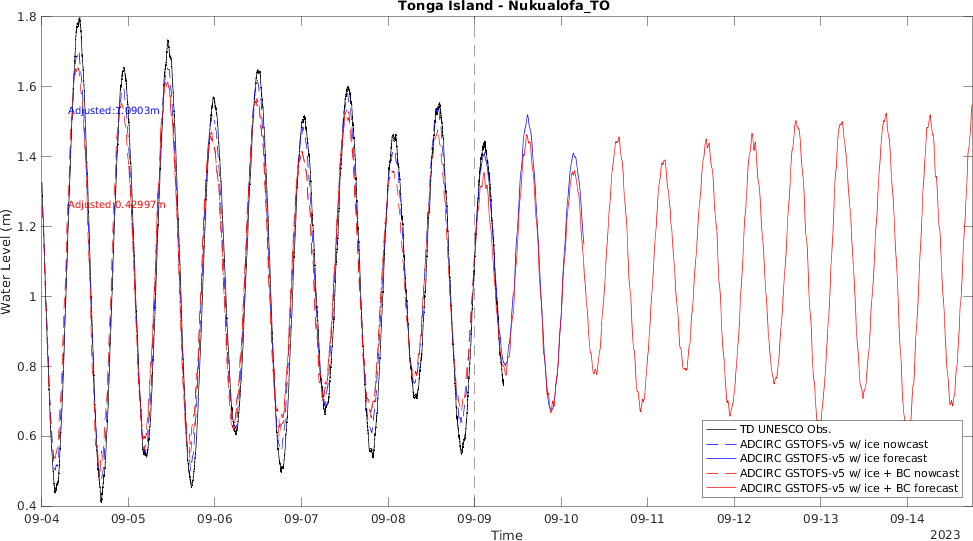 Tonga Island - Nukualofa_TO
1.8
1.6
1.4
1.2
1
0.8
0.6
0.4
Water Level (m)
Adjusted:1.0903m
Adjusted:0.42997m
TD UNESCO Obs.
ADCIRC GSTOFS-v5 w/ ice nowcast
ADCIRC GSTOFS-v5 w/ ice forecast
ADCIRC GSTOFS-v5 w/ ice + BC nowcast
ADCIRC GSTOFS-v5 w/ ice + BC forecast
09-04 09-05 09-06 09-07 09-08 09-09 09-10 09-11 09-12 09-13 09-14
Time
2023